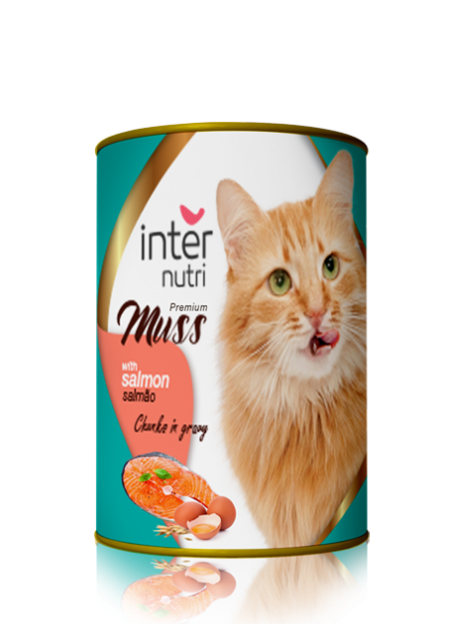 inter
nutri
Premium
Muss
with
salmon
salmão
Chunks in gravy